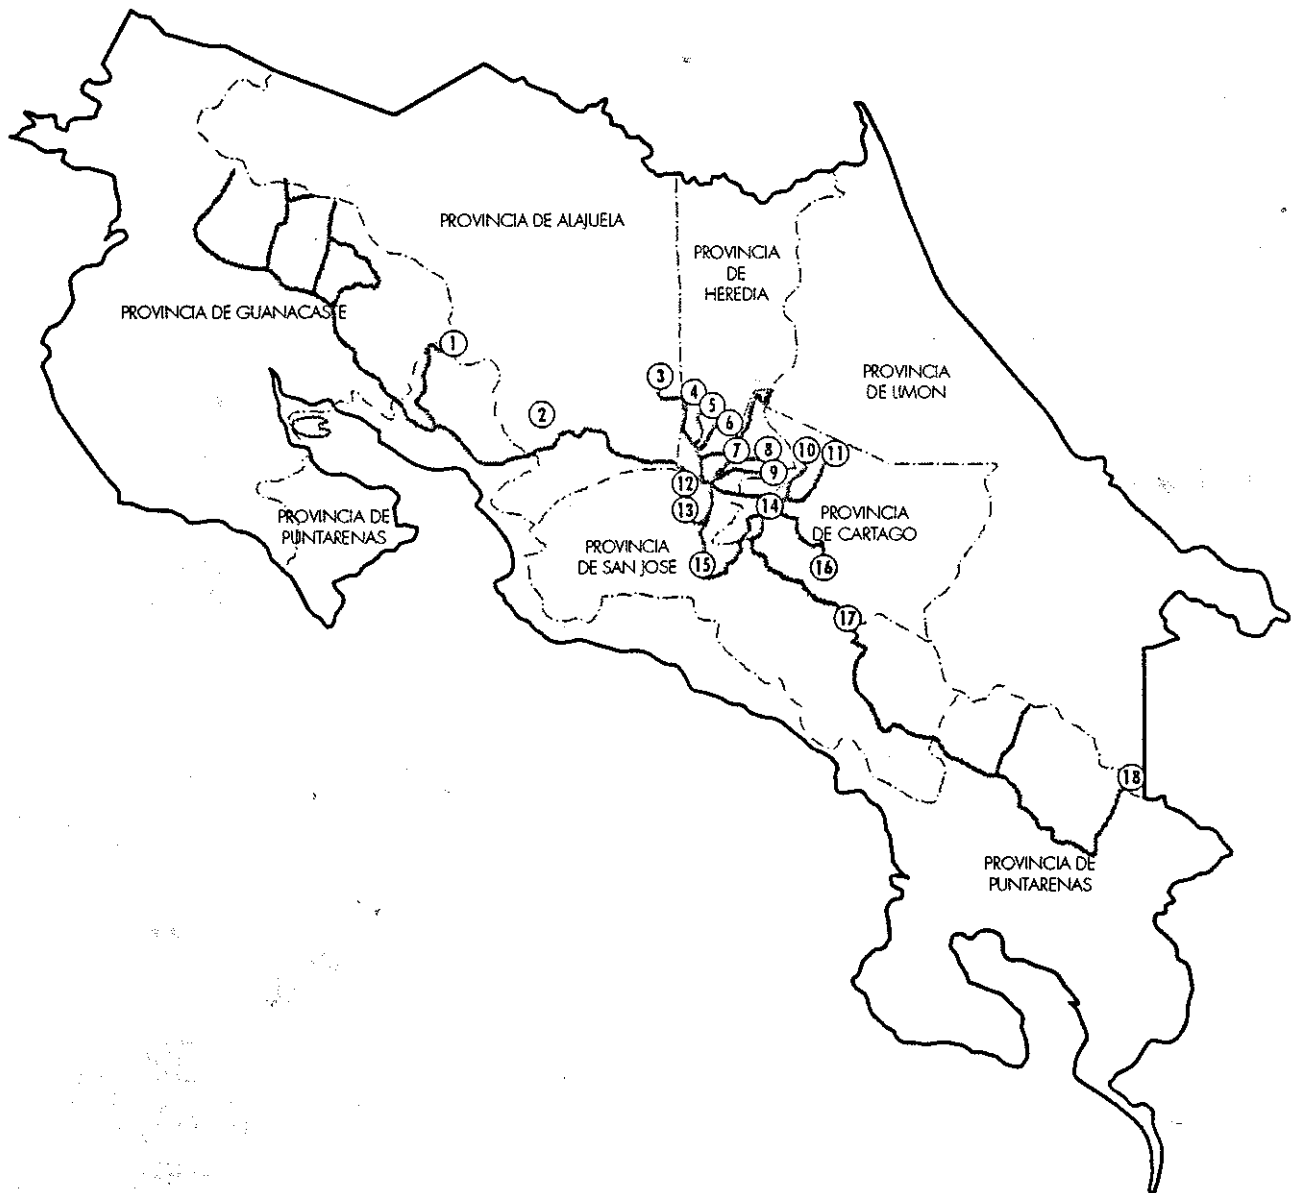 PROVINCIA DE ALAJUELA
PROVINCIA
DE
HEREDIA
PROVINCIA DE GUANACASTE
1
PROVINCIA
DE LIMON
3
4
5
2
6
7
8
10
11
9
12
13
14
PROVINCIA
DE CARTAGO
PROVINCIA DE
PUNTARENAS
PROVINCIA
DE SAN JOSE
15
16
17
18
PROVINCIA DE
PUNTARENAS